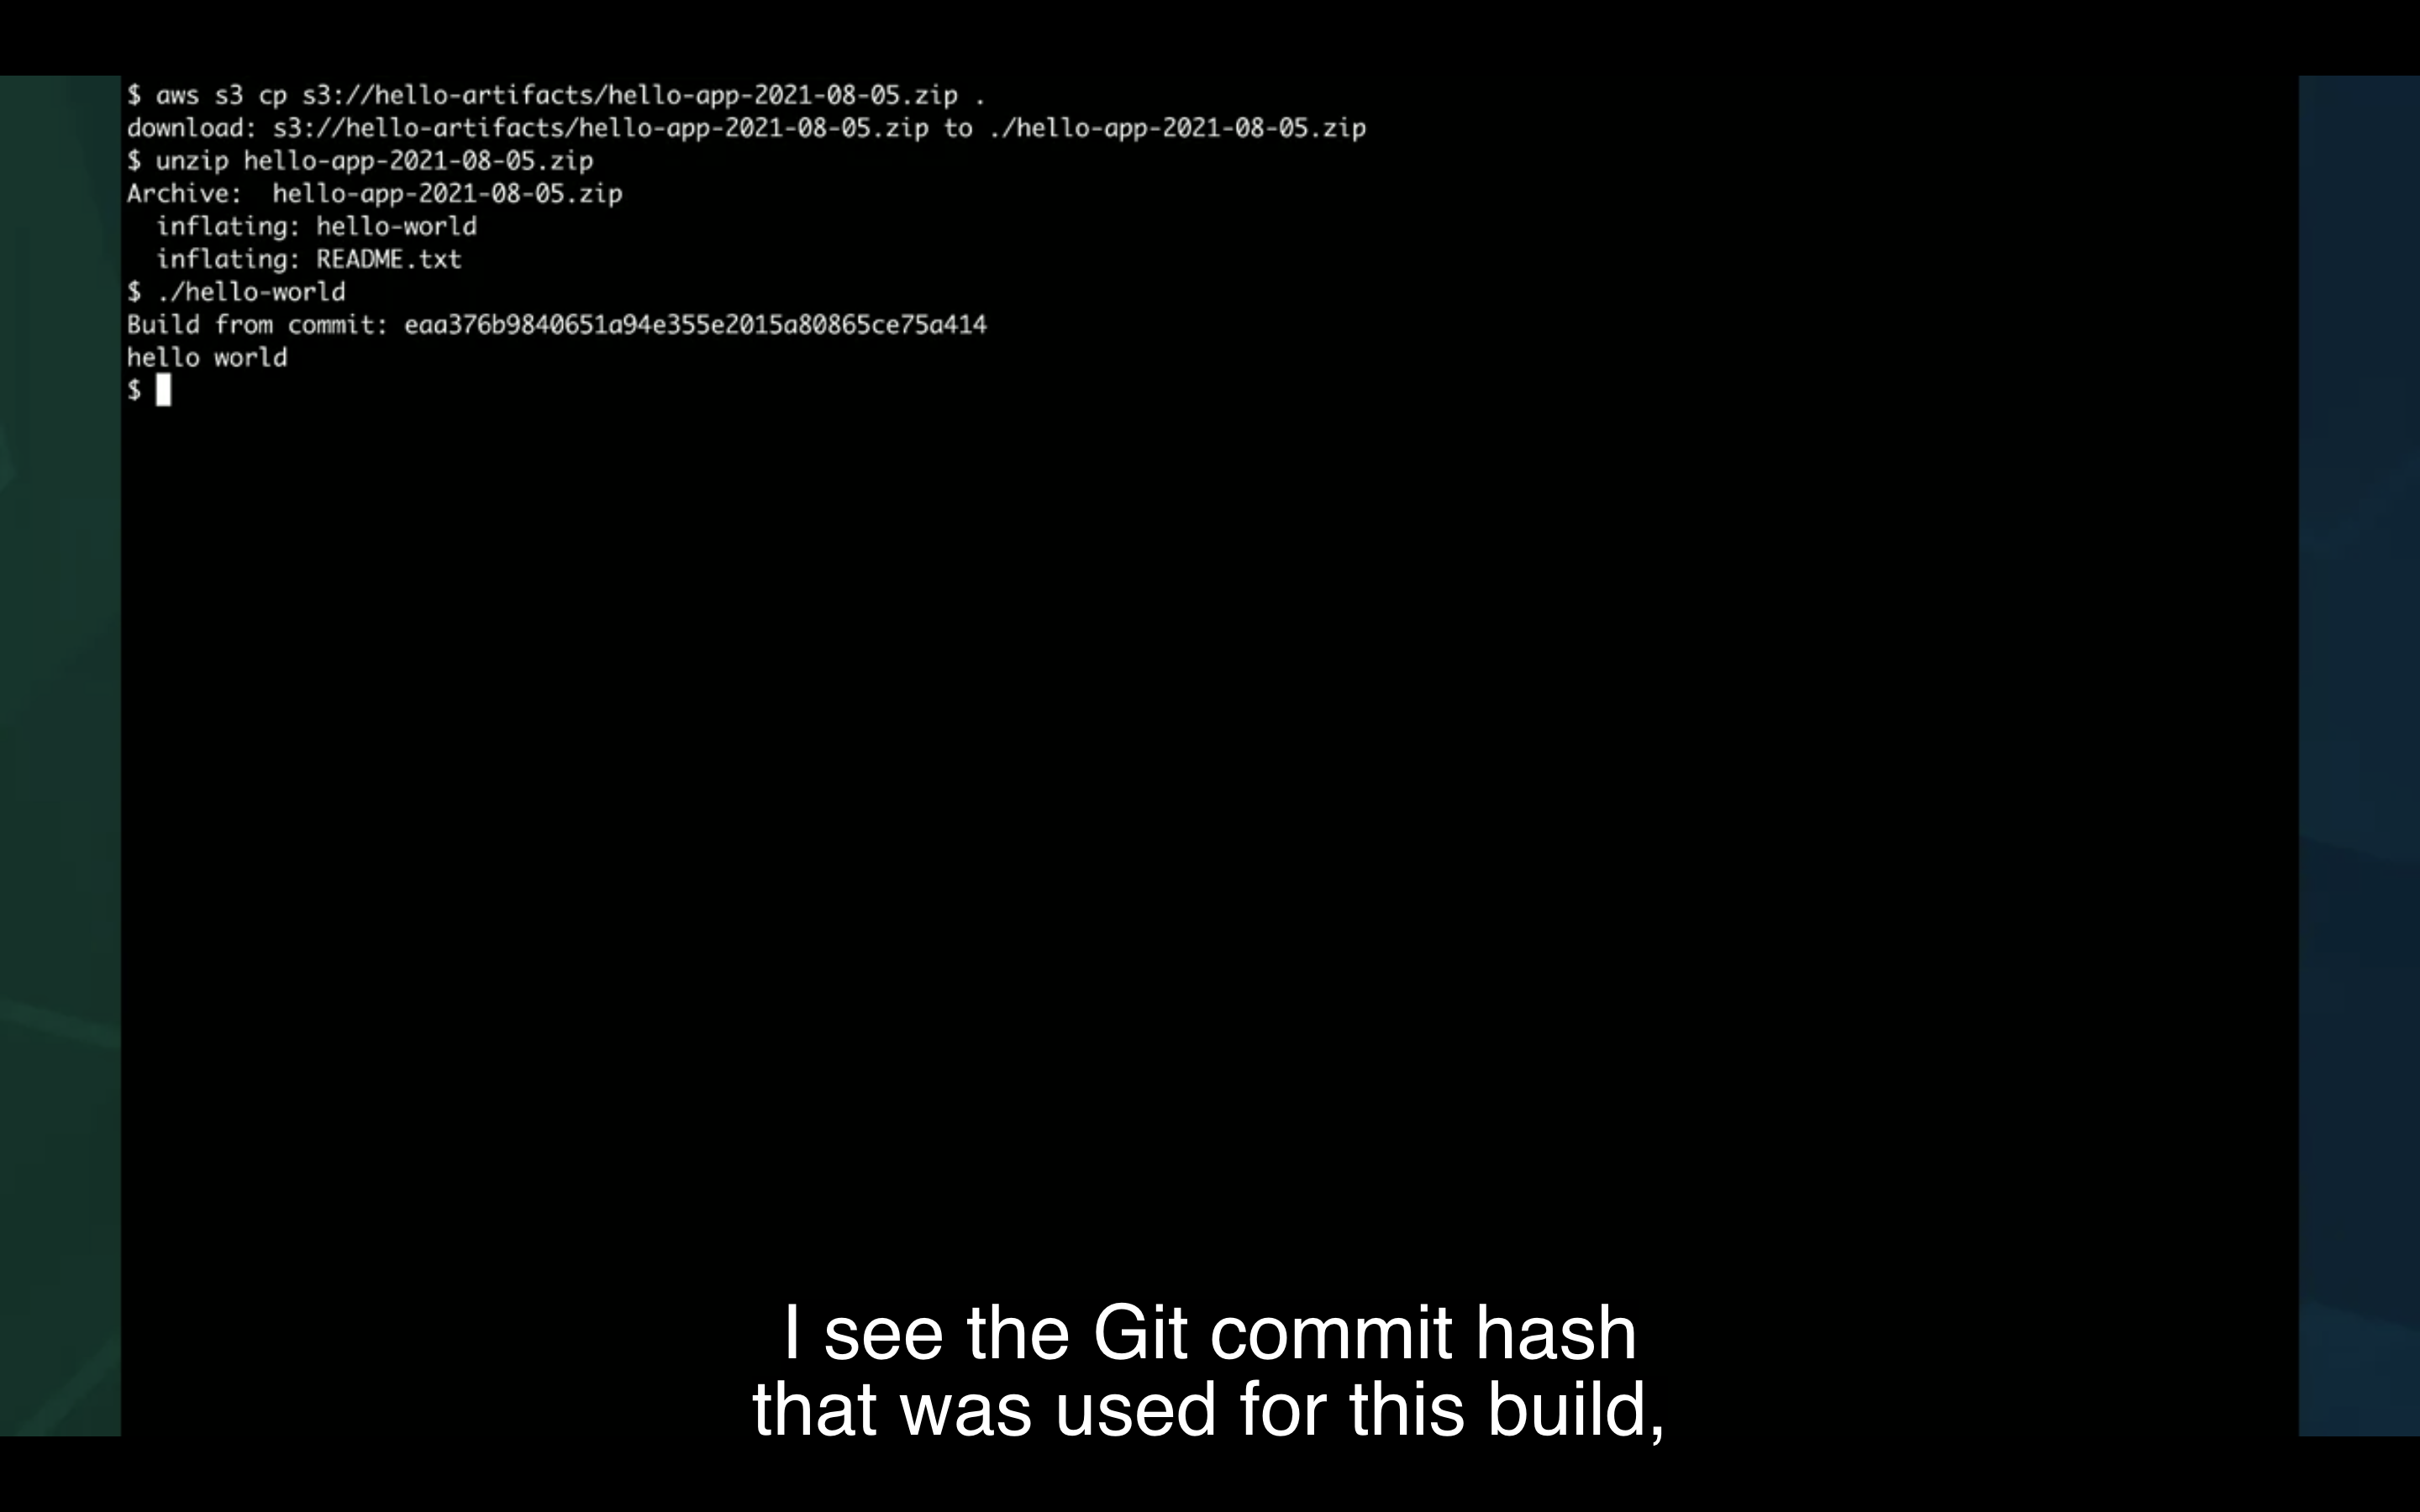 $ aws s3 cp s3://hello-artifacts/hello-app-2021-08-05.zip .
download: s3://hello-artifacts/hello-app-2021-08-05.zip to ./hello-app-2021-08-05.zip
$ unzip hello-app-2021-08-05.zip
Archive:  hello-app-2021-08-05.zip
  inflating: hello-world
  inflating: README.txt
$ ./hello-world
Build from commit: eaa376b9840651a94e355e2015a80865ce75a414
hello world
$
I see the Git commit hash
that was used for this build,